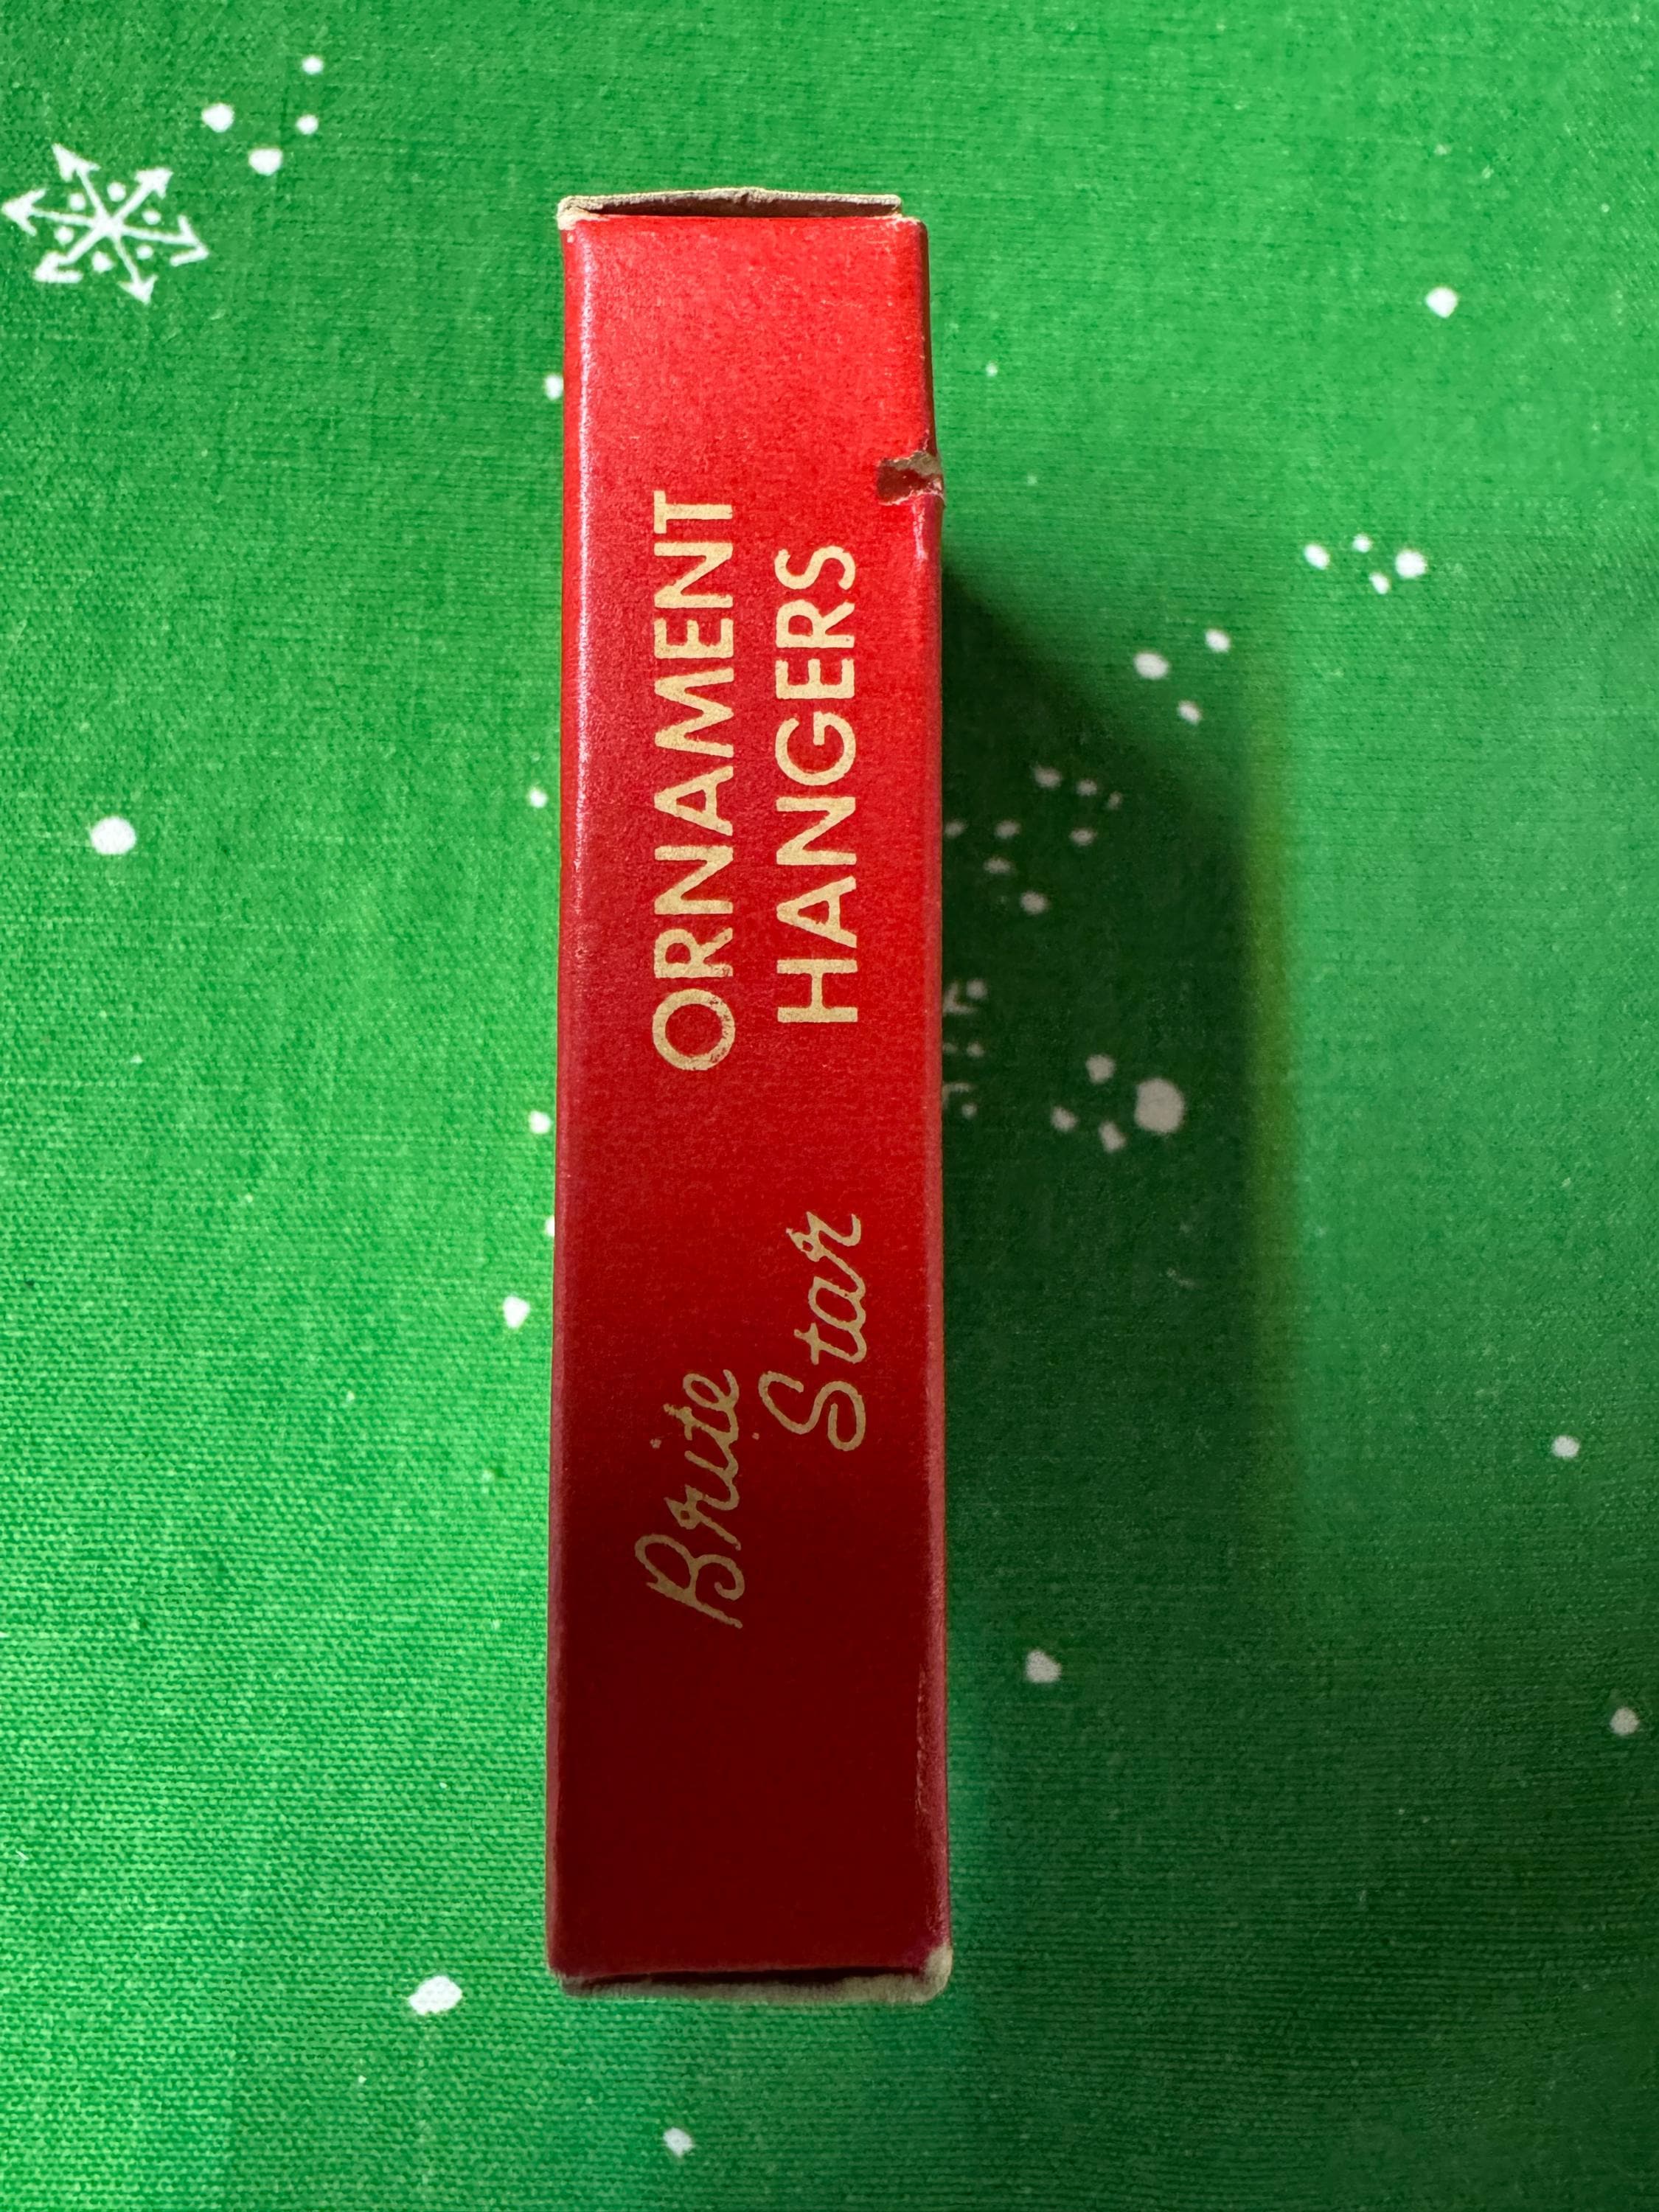 Brite
Star
ORNAMENT
HANGERS